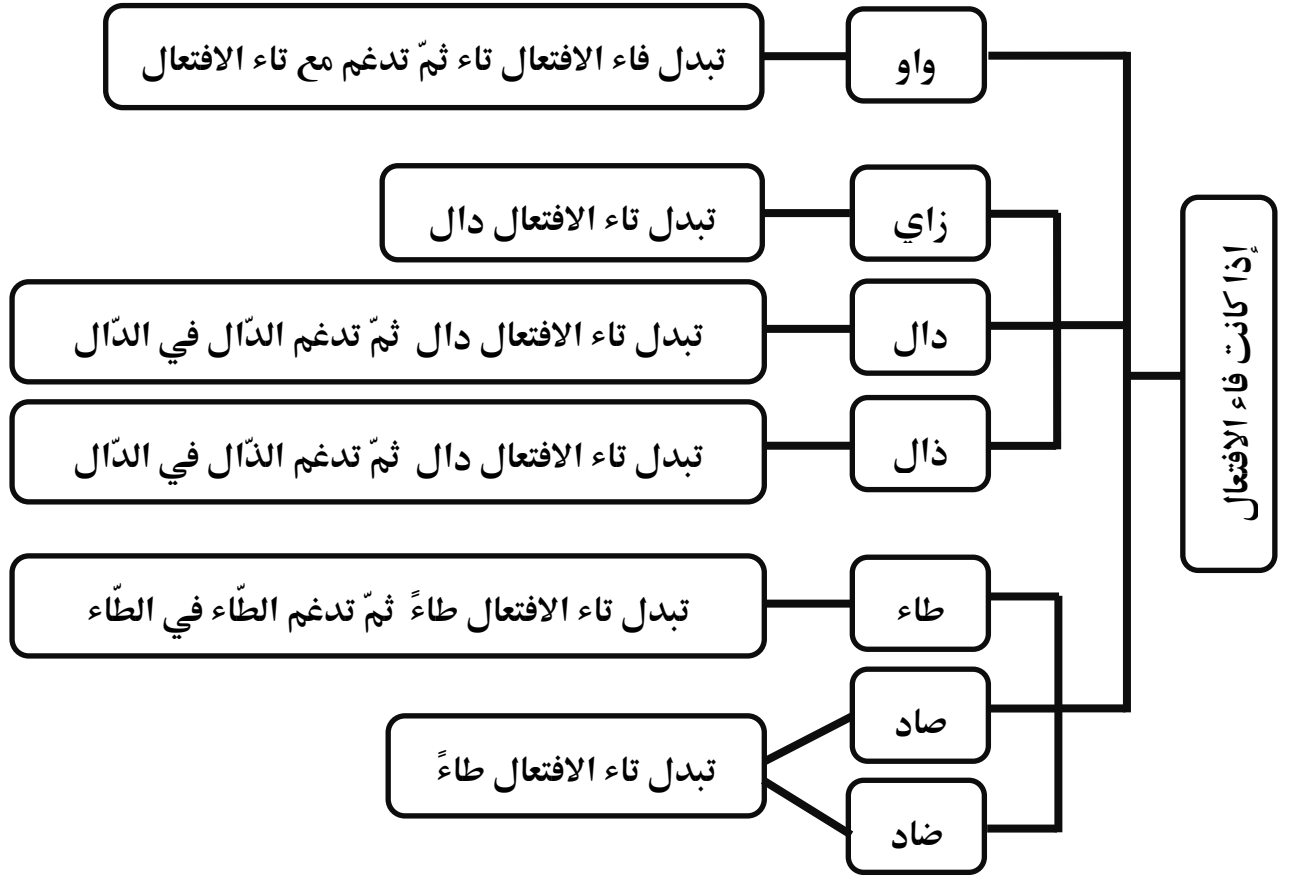 إذا كانت فاء الافتعال
واو
تبدل فاء الافتعال تاء ثمّ تدغم مع تاء الافتعال
زاي
تبدل تاء الافتعال دال
دال
تبدل تاء الافتعال دال ثمّ تدغم الدّال في الدّال
ذال
تبدل تاء الافتعال دال ثمّ تدغم الذّال في الدّال
طاء
تبدل تاء الافتعال طاءً ثمّ تدغم الطّاء في الطّاء
صاد
ضاد
تبدل تاء الافتعال طاءً